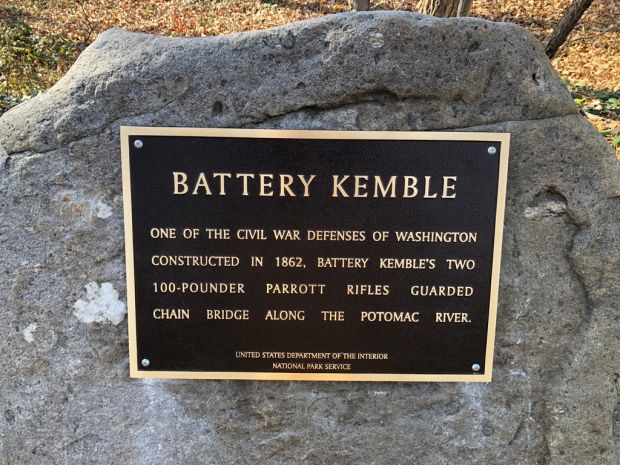 BATTERY KEMBLE
ONE OF THE CIVIL WAR DEFENSES OF WASHINGTON
CONSTRUCTED IN 1862, BATTERY KEMBLE'S TWO
100-POUNDER PARROTT RIFLES GUARDED
CHAIN BRIDGE ALONG THE POTOMAC RIVER.
UNITED STATES DEPARTMENT OF THE INTERIOR
NATIONAL PARK SERVICE